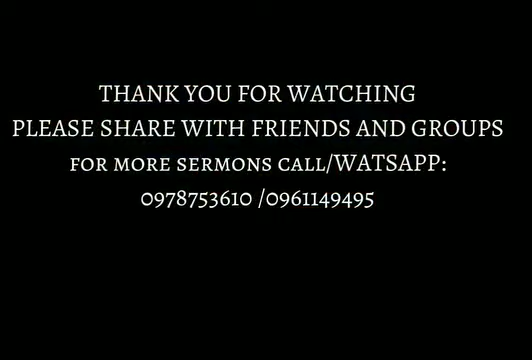 THANK YOU FOR WATCHING
PLEASE SHARE WITH FRIENDS AND GROUPS
FOR MORE SERMONS CALL/WATSAPP:
0978753610 /0961149495